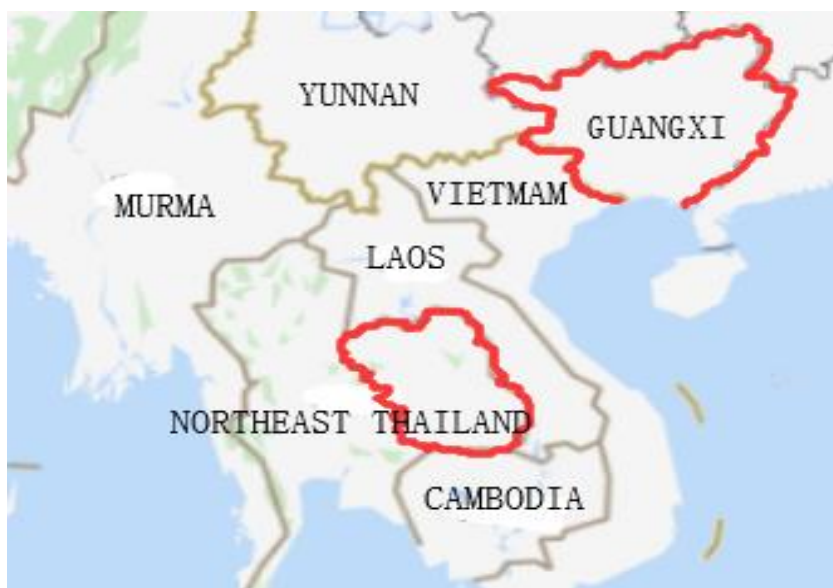 YUNNAN
GUANGXI
VIETMAM
MURMA
LAOS
NORTHEAST THAILAND
CAMBODIA